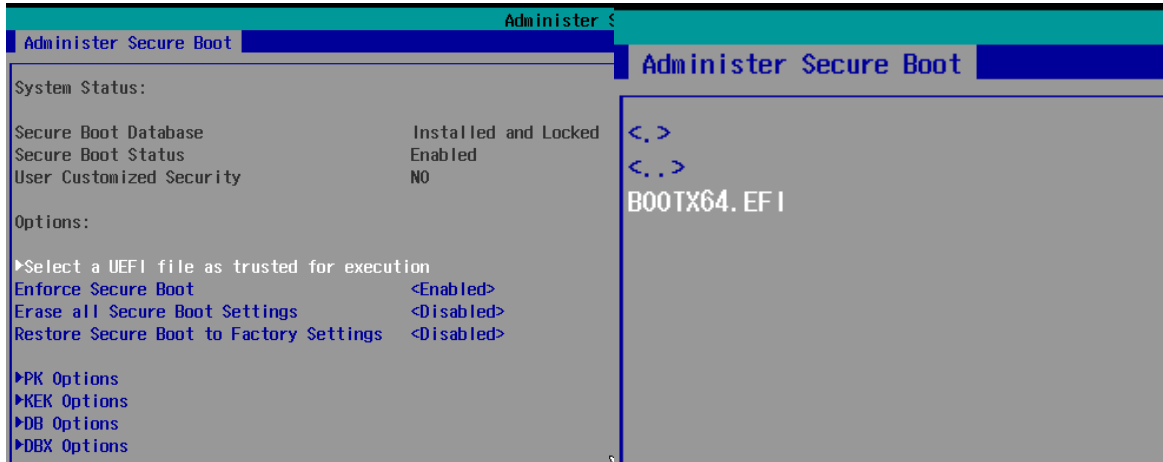 Administer S
Administer Secure Boot
System Status:
Secure Boot Database Installed and Locked
Secure Boot Status Enabled
User Customized Security NO
Options:
▶Select a UEFI file as trusted for execution
Enforce Secure Boot <Enabled>
Erase all Secure Boot Settings <Disabled>
Restore Secure Boot to Factory Settings <Disabled>
▶PK Options
▶KEK Options
▶DB Options
▶DBX Options
Administer Secure Boot
<.>
<..>
BOOTX64.EFI